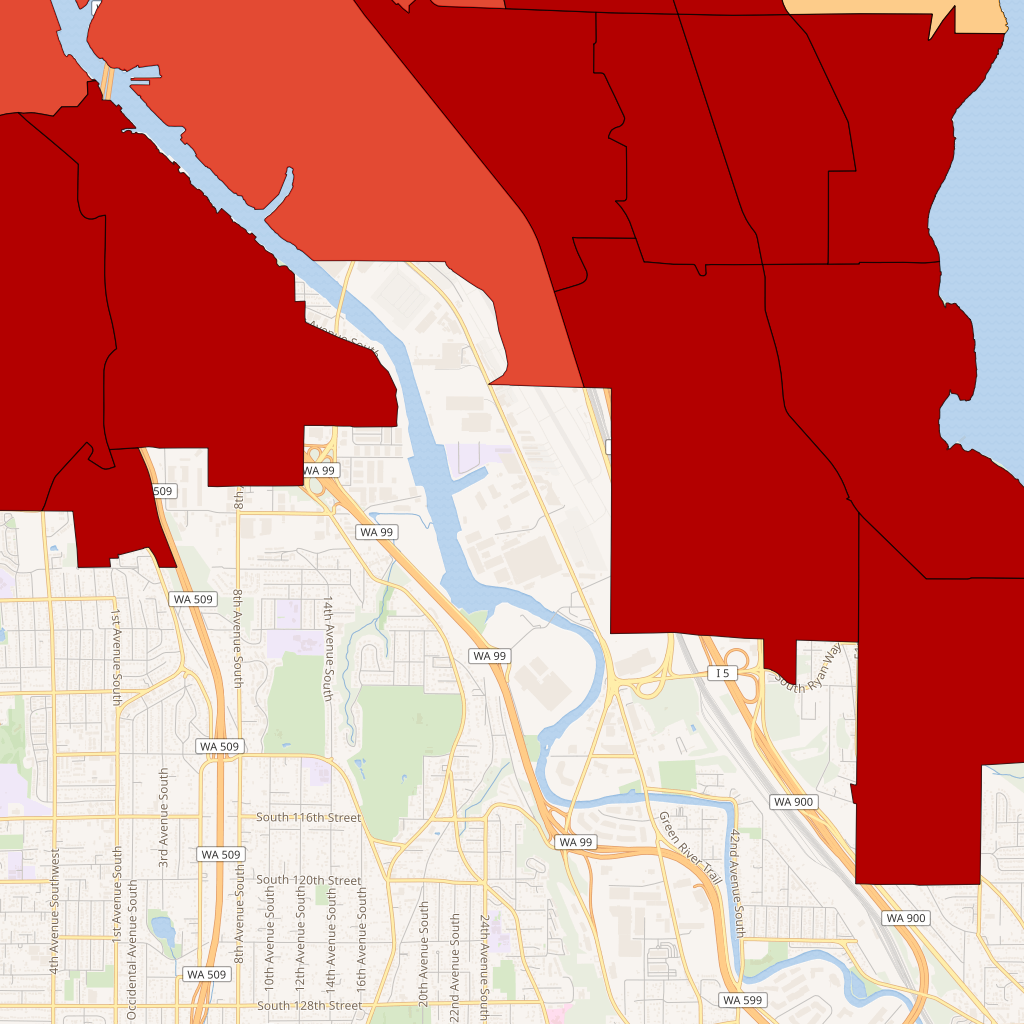 Avenue South
WA 99
509
8th
WA 99
WA 509
1st Avenue South
8th Avenue South
14th Avenue South
WA 99
I 5
South Ryan Way
WA 509
WA 900
3rd Avenue South
South 116th Street
Green River Trail
42nd Avenue South
WA 99
WA 509
4th Avenue Southwest
1st Avenue South
South 120th Street
Occidental Avenue South
8th Avenue South
10th Avenue South
12th Avenue South
14th Avenue South
16th Avenue South
20th Avenue South
22nd Avenue South
24th Avenue South
WA 900
WA 509
WA 599
South 128th Street